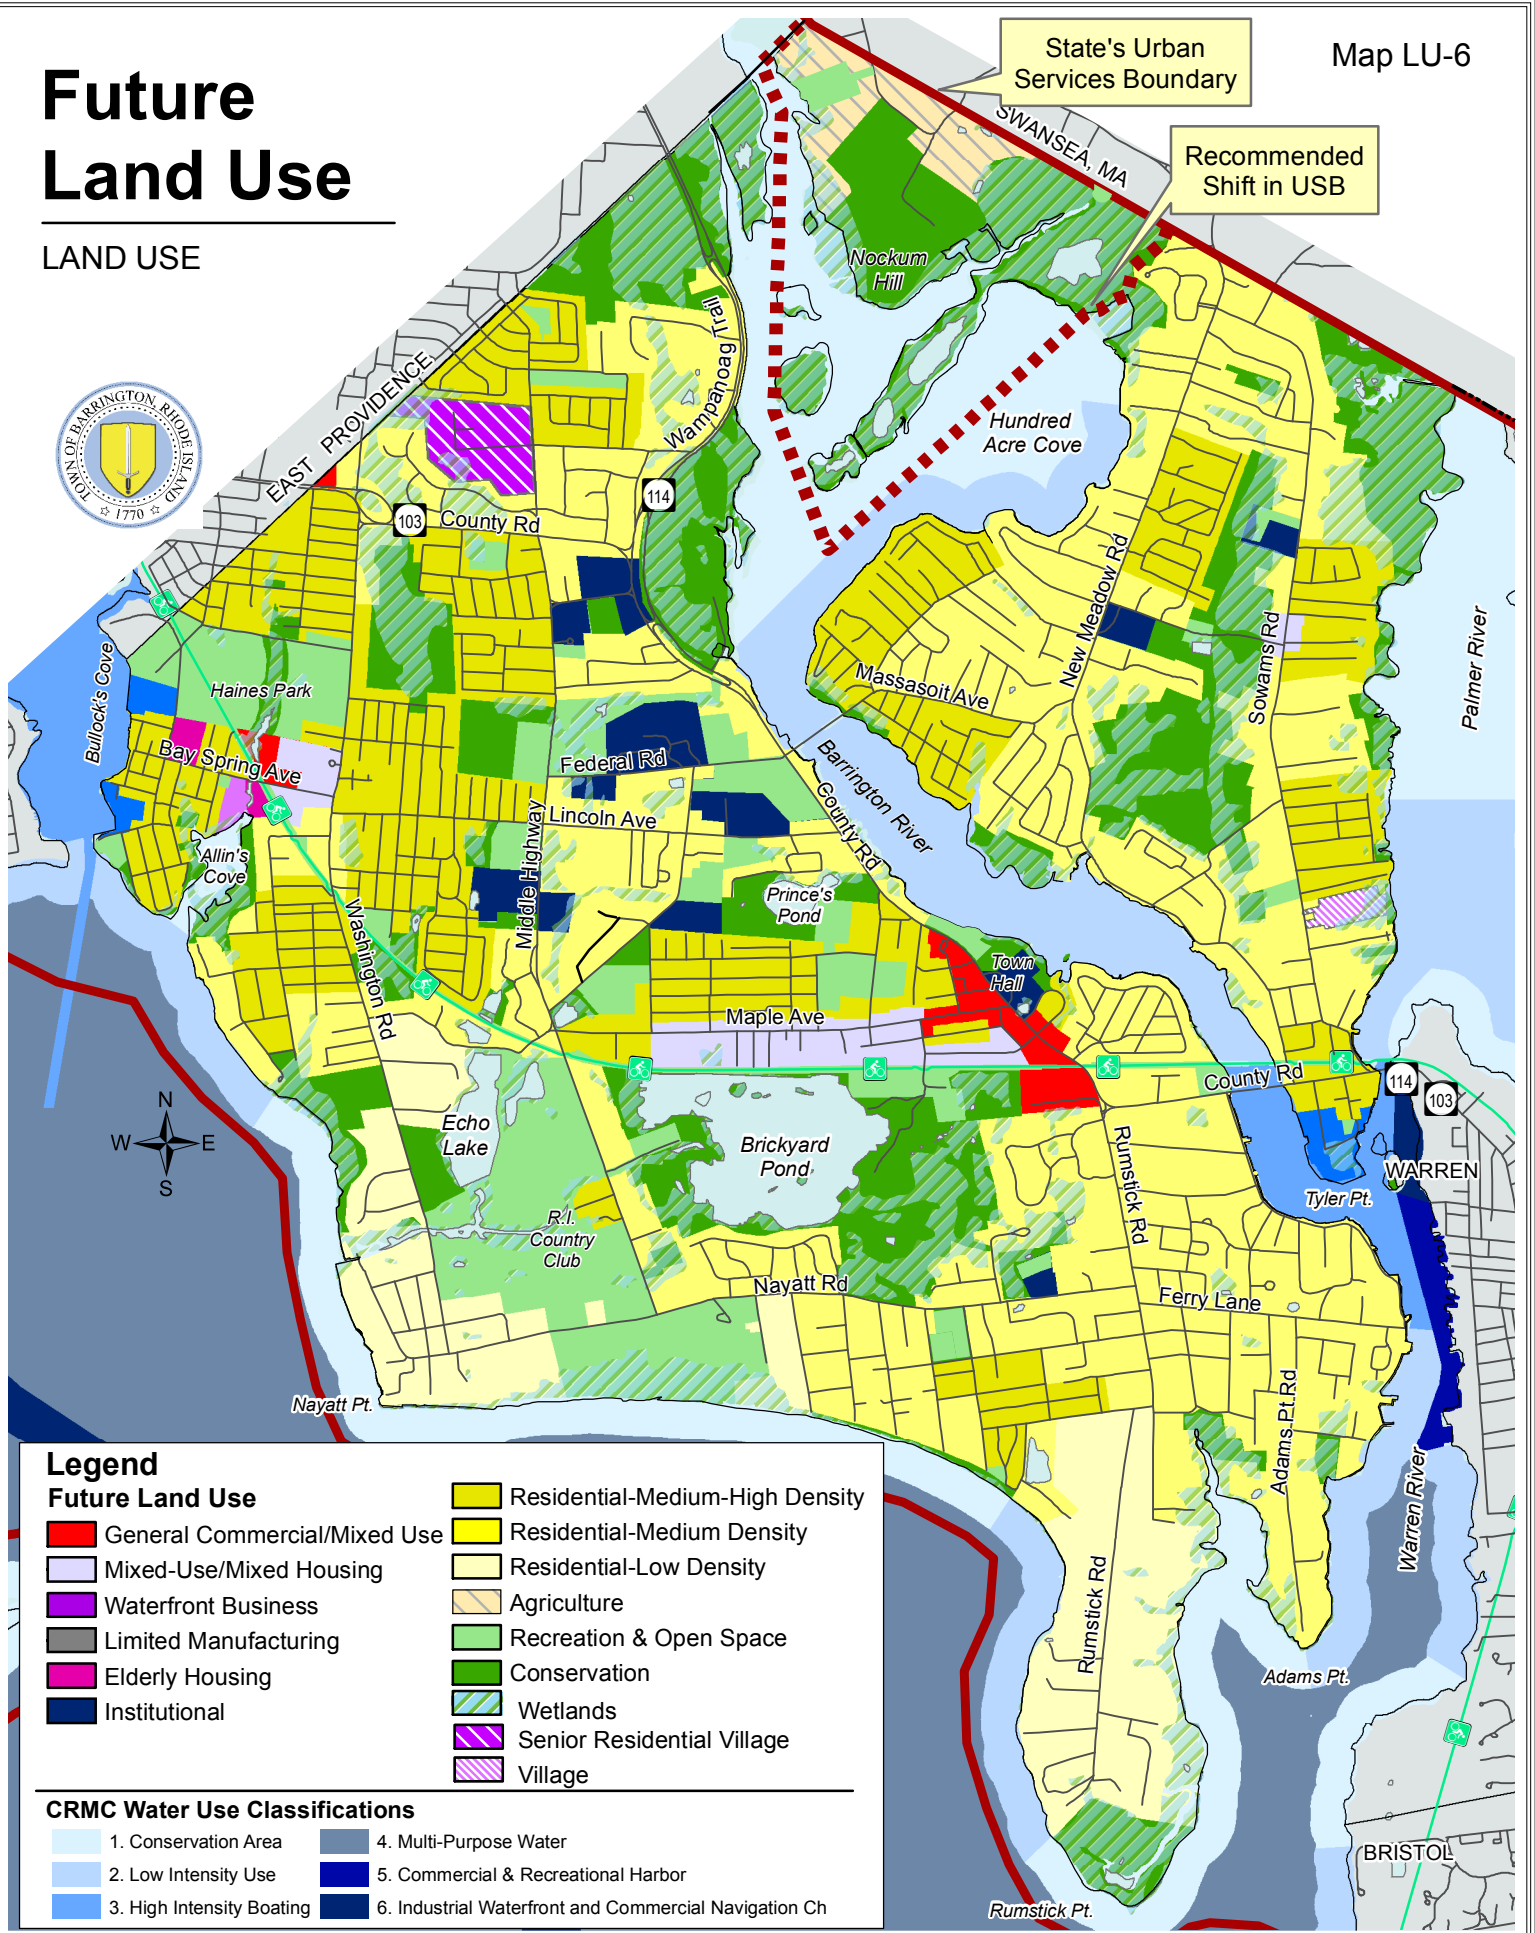 Future
Land Use
LAND USE
Map LU-6
State's Urban
Services Boundary
Recommended
Shift in USB
SWANSEA, MA
EAST PROVIDENCE
TOWN OF BARRINGTON, RHODE ISLAND
☆ 1770 ☆
Nockum
Hill
Wampanoag Trail
Hundred
Acre Cove
114
103
County Rd
New Meadow Rd
Sowams Rd
Palmer River
Massasoit Ave
Bullock's Cove
Haines Park
Bay Spring Ave
Federal Rd
Lincoln Ave
Barrington River
County Rd
Middle Highway
Allin's
Cove
Prince's
Pond
Washington Rd
Town
Hall
Maple Ave
County Rd
114
103
Echo
Lake
Brickyard
Pond
Rumstick Rd
WARREN
Tyler Pt.
R.I.
Country
Club
Nayatt Rd
Ferry Lane
N
W
E
S
Nayatt Pt.
Adams Pt Rd
Warren River
Rumstick Rd
Adams Pt.
BRISTOL
Rumstick Pt.
Legend
Future Land Use
General Commercial/Mixed Use
Mixed-Use/Mixed Housing
Waterfront Business
Limited Manufacturing
Elderly Housing
Institutional
Residential-Medium-High Density
Residential-Medium Density
Residential-Low Density
Agriculture
Recreation & Open Space
Conservation
Wetlands
Senior Residential Village
Village
CRMC Water Use Classifications
1. Conservation Area
2. Low Intensity Use
3. High Intensity Boating
4. Multi-Purpose Water
5. Commercial & Recreational Harbor
6. Industrial Waterfront and Commercial Navigation Ch